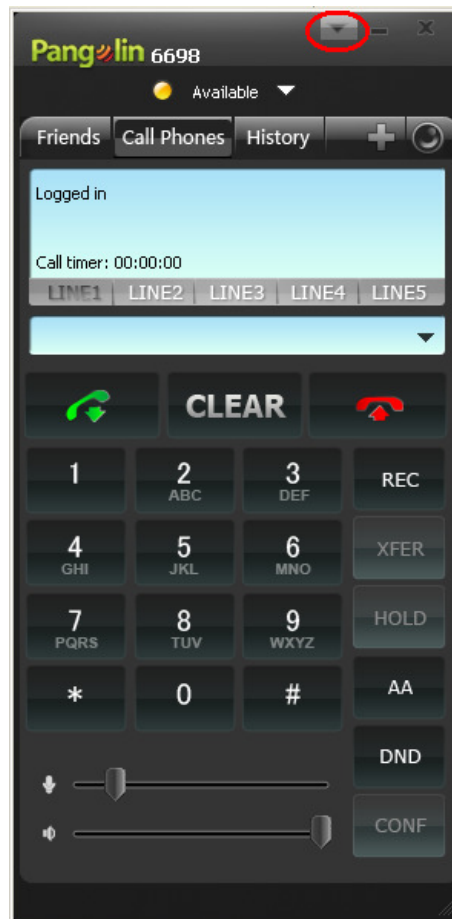 Pangolin 6698
Available
Friends Call Phones History
Logged in
Call timer: 00:00:00
LINE1 LINE2 LINE3 LINE4 LINE5
CLEAR
1 2 3 REC
ABC DEF
4 5 6 XFER
GHI JKL MNO
7 8 9 HOLD
PQRS TUV WXYZ
* 0 # AA
DND
CONF